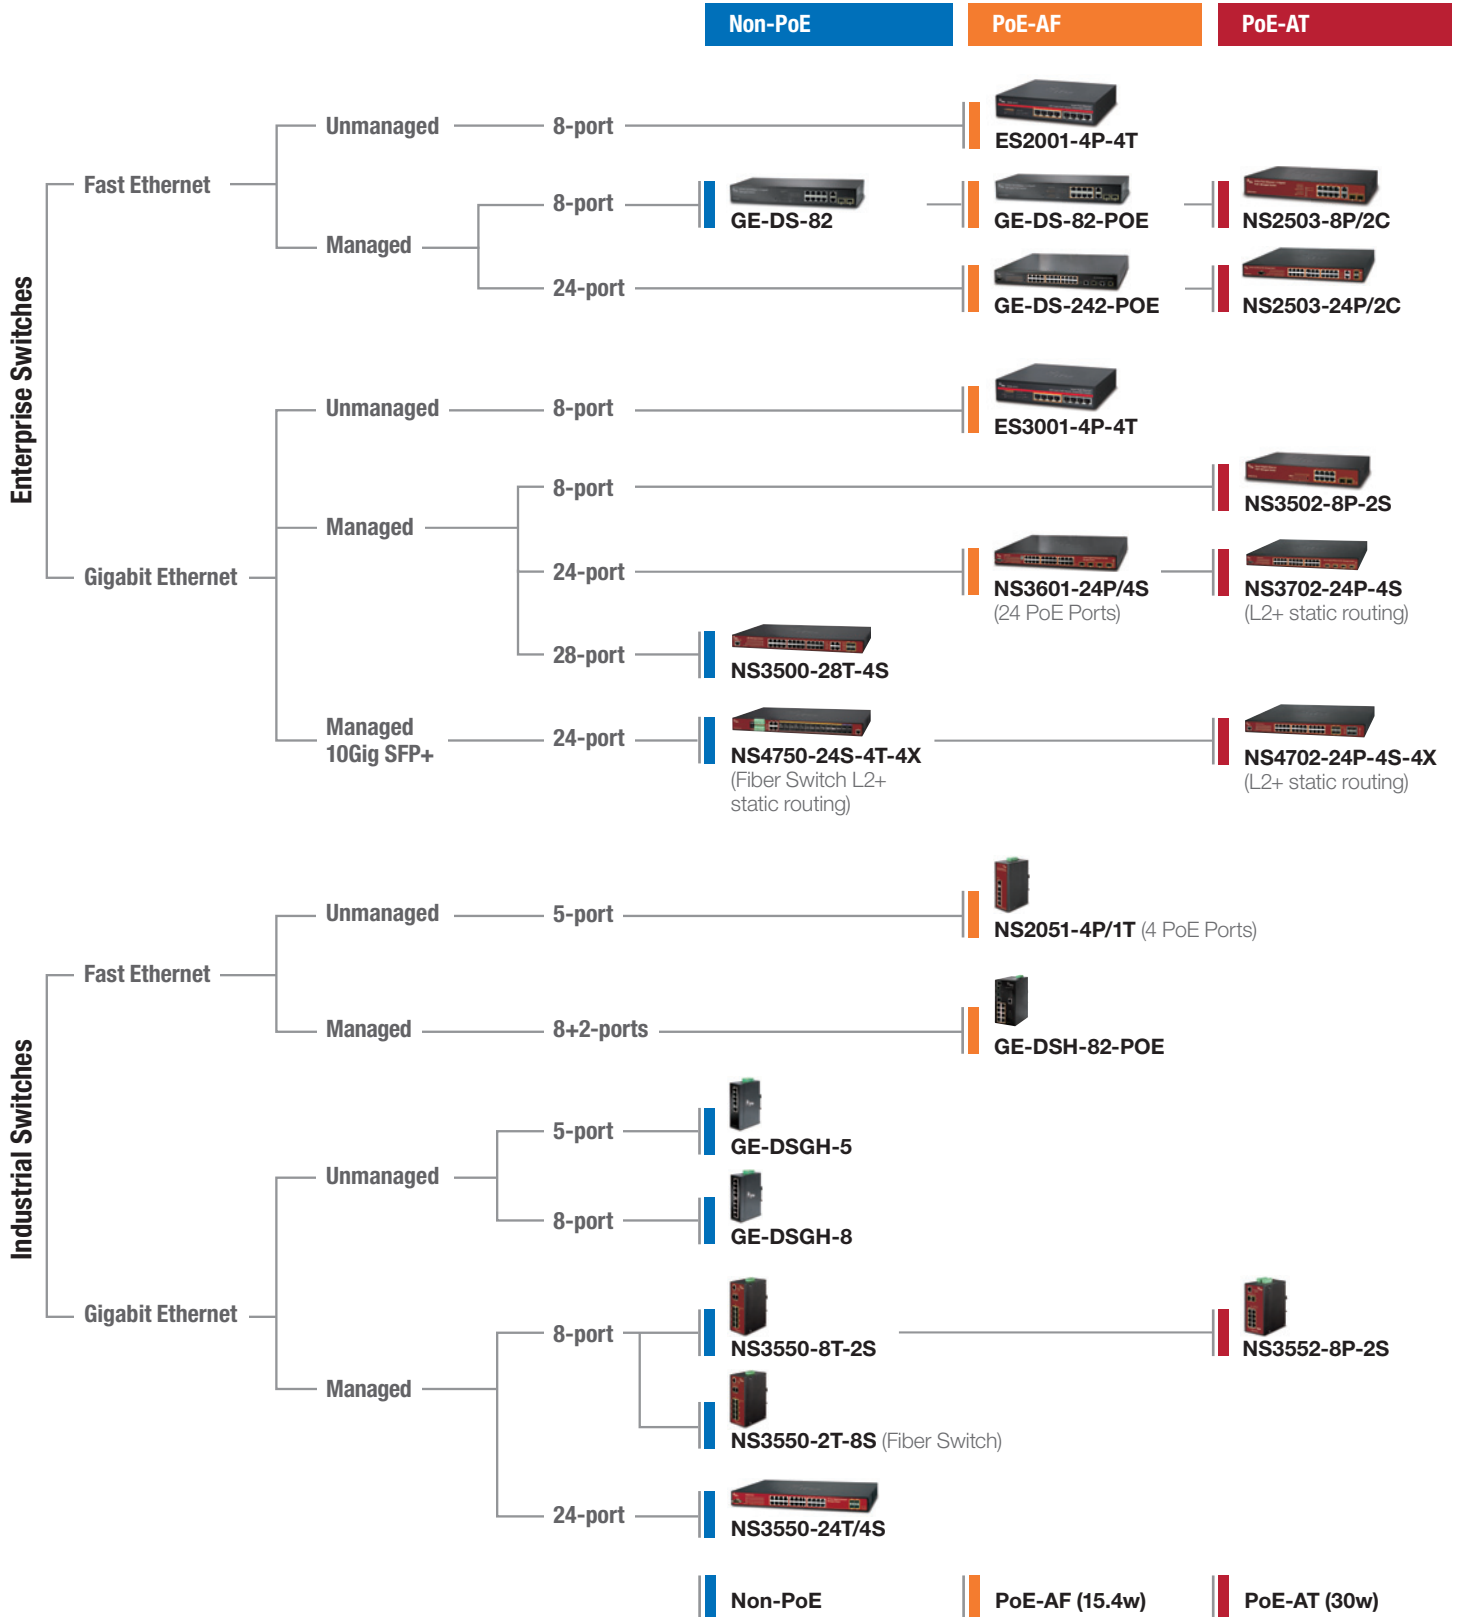 Non-PoE
PoE-AF
PoE-AT
Enterprise Switches
Fast Ethernet
Unmanaged
8-port
ES2001-4P-4T
Managed
8-port
GE-DS-82
GE-DS-82-POE
NS2503-8P/2C
24-port
GE-DS-242-POE
NS2503-24P/2C
Gigabit Ethernet
Unmanaged
8-port
ES3001-4P-4T
Managed
8-port
NS3502-8P-2S
24-port
NS3601-24P/4S
(24 PoE Ports)
NS3702-24P-4S
(L2+ static routing)
28-port
NS3500-28T-4S
Managed
10Gig SFP+
24-port
NS4750-24S-4T-4X
(Fiber Switch L2+
static routing)
NS4702-24P-4S-4X
(L2+ static routing)
Industrial Switches
Fast Ethernet
Unmanaged
5-port
NS2051-4P/1T (4 PoE Ports)
Managed
8+2-ports
GE-DSH-82-POE
Gigabit Ethernet
Unmanaged
5-port
GE-DSGH-5
8-port
GE-DSGH-8
Managed
8-port
NS3550-8T-2S
NS3552-8P-2S
NS3550-2T-8S (Fiber Switch)
24-port
NS3550-24T/4S
Non-PoE
PoE-AF (15.4w)
PoE-AT (30w)